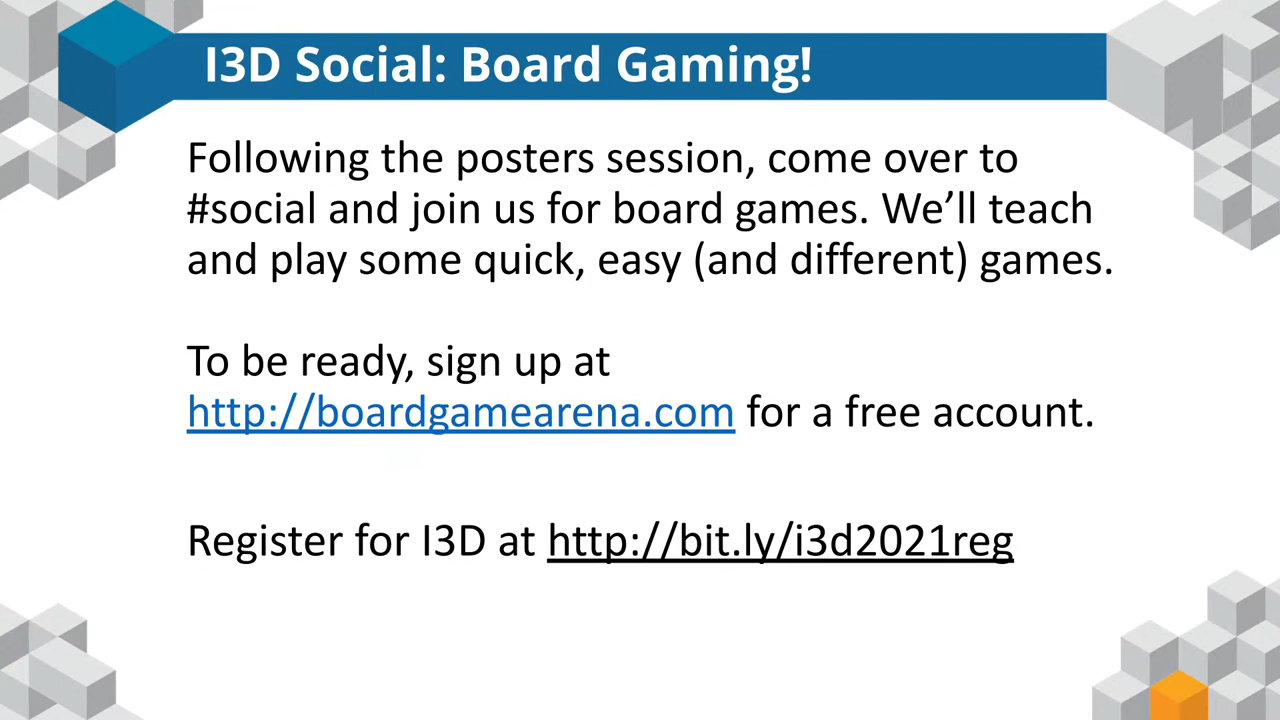 I3D Social: Board Gaming!
Following the posters session, come over to
#social and join us for board games. We’ll teach
and play some quick, easy (and different) games.
To be ready, sign up at
http://boardgamearena.com for a free account.
Register for I3D at http://bit.ly/i3d2021reg